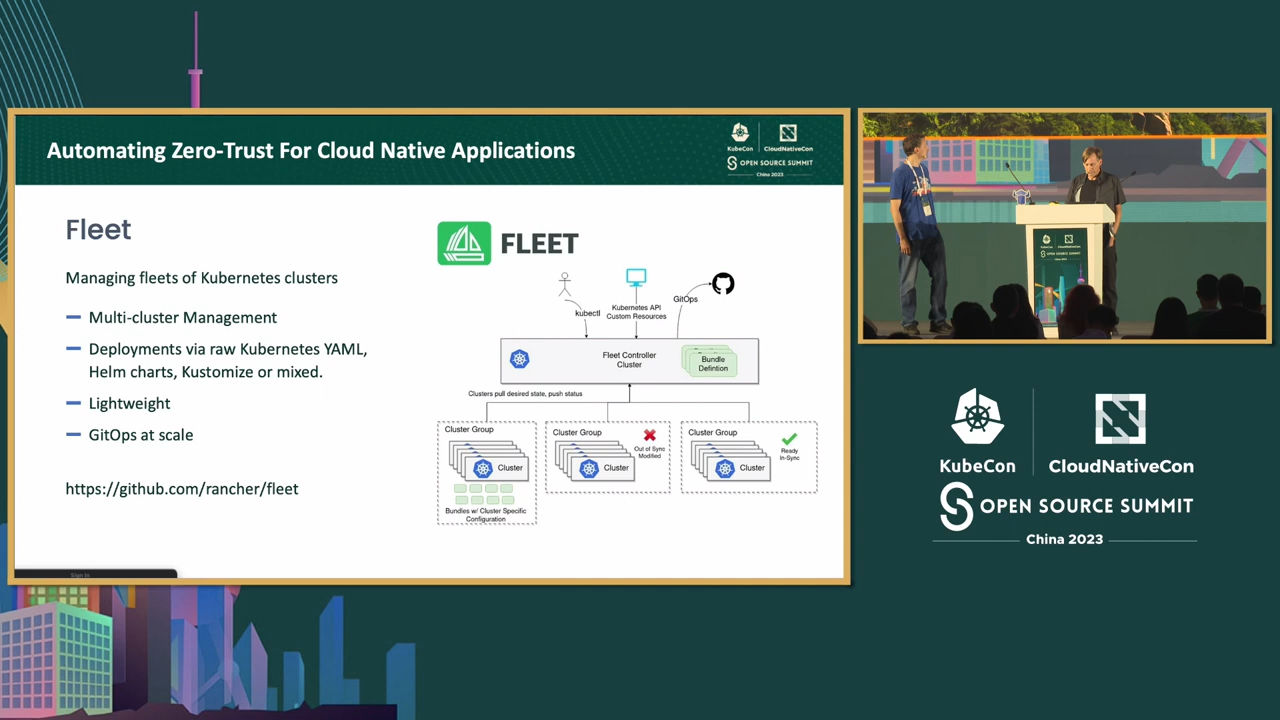 Automating Zero-Trust For Cloud Native Applications
KubeCon
CloudNativeCon
OPEN SOURCE SUMMIT
China 2023
Fleet
Managing fleets of Kubernetes clusters
Multi-cluster Management
Deployments via raw Kubernetes YAML,
Helm charts, Kustomize or mixed.
Lightweight
GitOps at scale
https://github.com/rancher/fleet
FLEET
kubectl
Kubernetes API
Custom Resources
GitOps
Fleet Controller
Cluster
Bundle
Defintion
Clusters pull desired state, push status
Cluster Group
Cluster
Bundles w/ Cluster Specific
Configuration
Cluster Group
Out of Sync
Modified
Cluster
Cluster Group
Ready
In-Sync
Cluster
Sign In
KubeCon
CloudNativeCon
OPEN SOURCE SUMMIT
China 2023